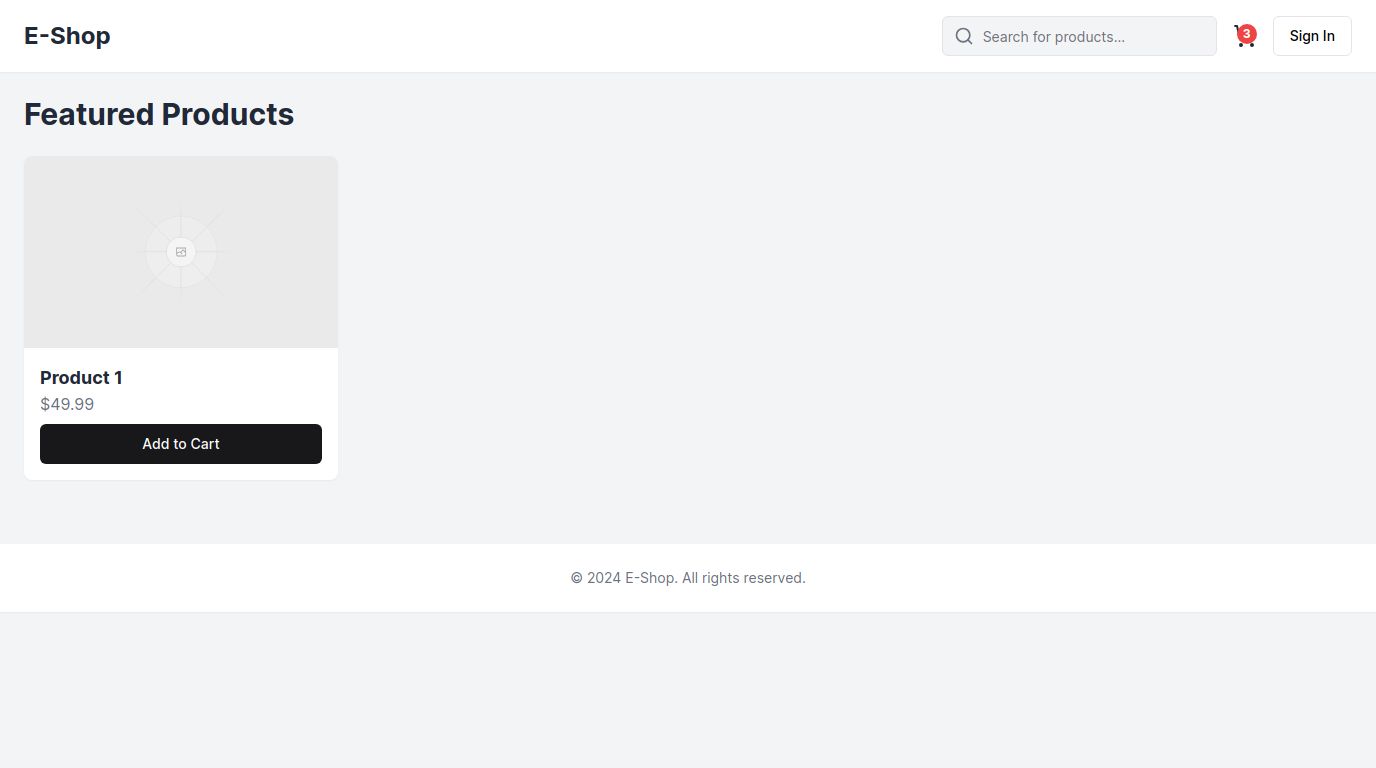 E-Shop
Search for products...
3
Sign In
Featured Products
Product 1
$49.99
Add to Cart
© 2024 E-Shop. All rights reserved.